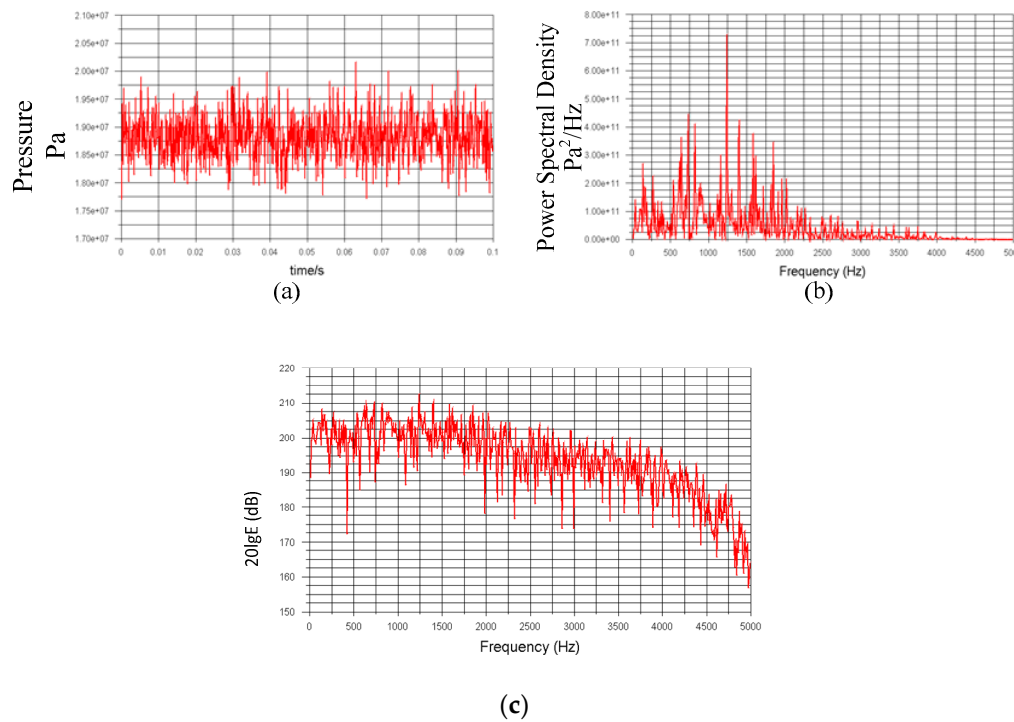 Pressure
Pa
2.10e+07
2.05e+07
2.00e+07
1.95e+07
1.90e+07
1.85e+07
1.80e+07
1.75e+07
1.70e+07
0 0.01 0.02 0.03 0.04 0.05 0.06 0.07 0.08 0.09 0.1
time/s
(a)
Power Spectral Density
Pa²/Hz
8.00e+11
7.00e+11
6.00e+11
5.00e+11
4.00e+11
3.00e+11
2.00e+11
1.00e+11
0.00e+00
0 500 1000 1500 2000 2500 3000 3500 4000 4500 5000
Frequency (Hz)
(b)
20lgE (dB)
220
210
200
190
180
170
160
150
0 500 1000 1500 2000 2500 3000 3500 4000 4500 5000
Frequency (Hz)
(c)